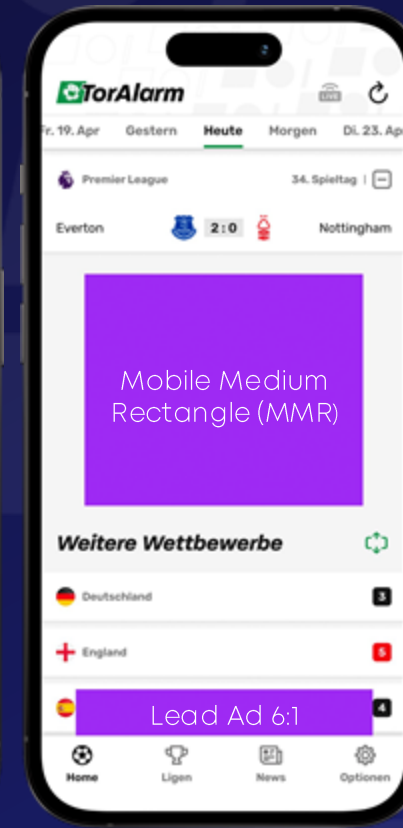 TorAlarm
LIVE
Fr. 19. Apr Gestern Heute Morgen Di. 23. Ap
Premier League 34. Spieltag |
Everton 2:0 Nottingham
Mobile Medium
Rectangle (MMR)
Weitere Wettbewerbe
Deutschland 3
England 5
4
Lead Ad 6:1
Home Ligen News Optionen